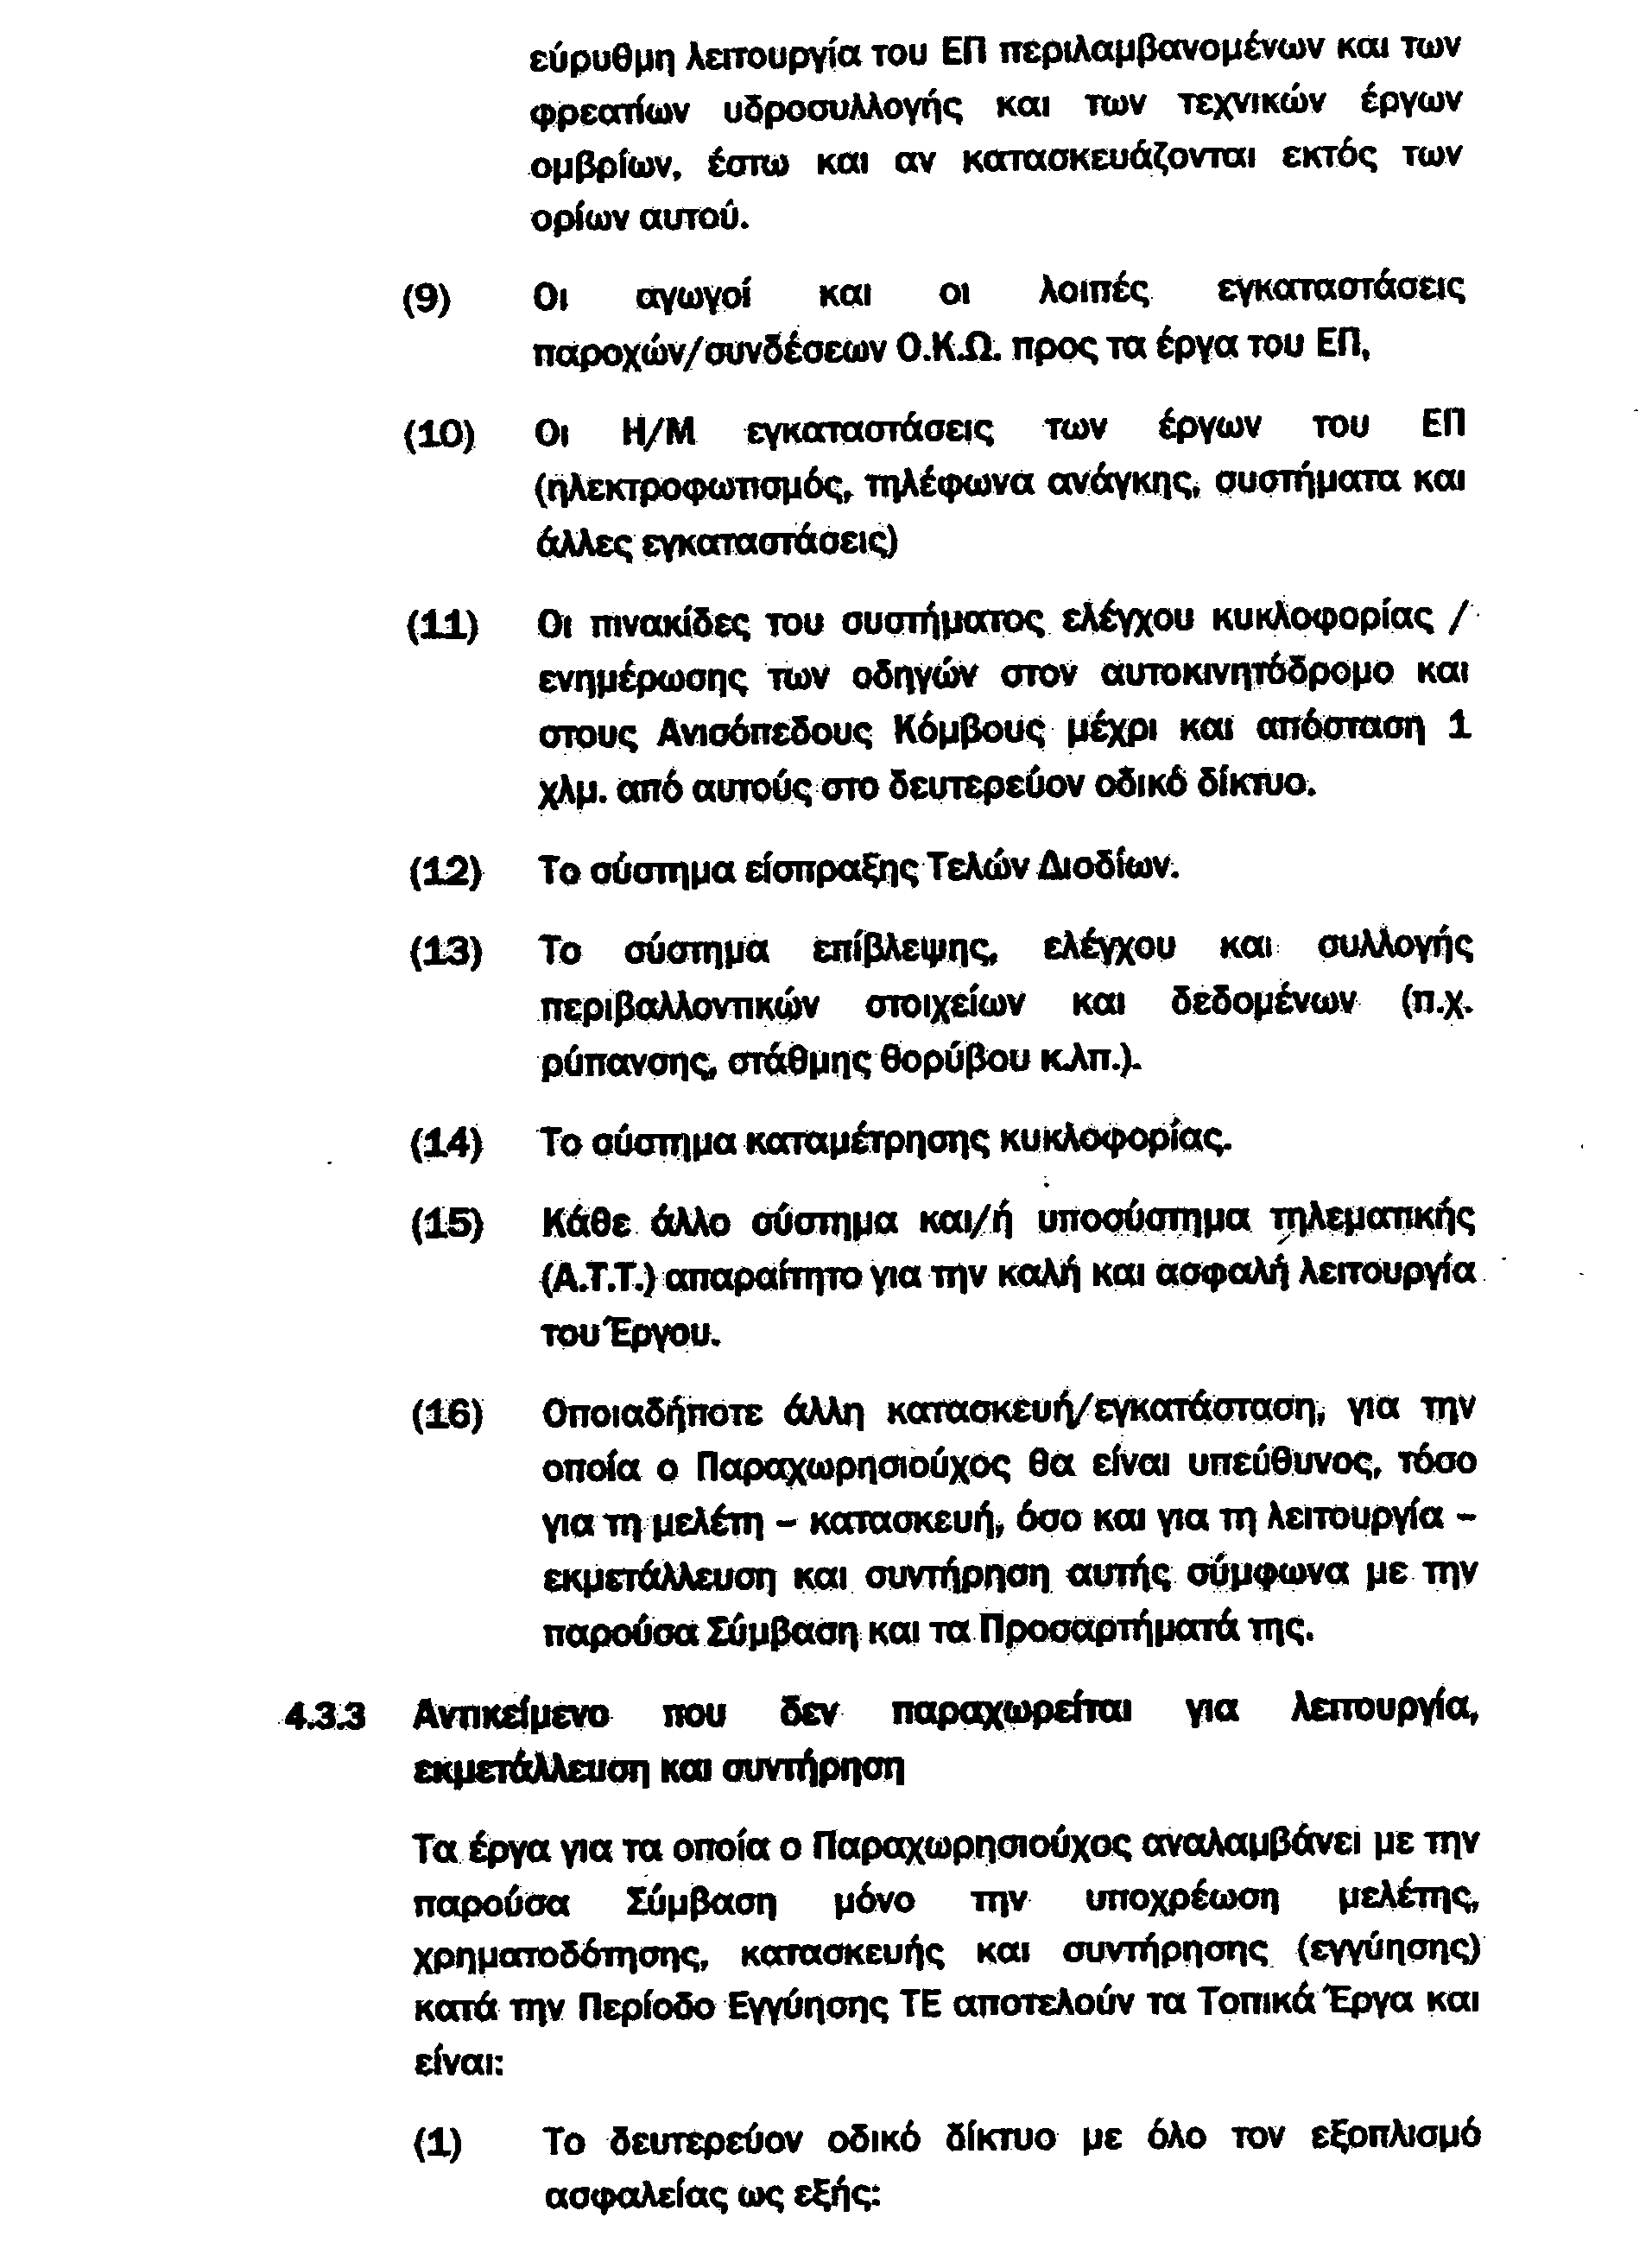 εύρυθμη λειτουργία του ΕΠ περιλαμβανομένων και των
φρεατίων υδροσυλλογής και των τεχνικών έργων
ομβρίων, έστω και αν κατασκευάζονται εκτός των
ορίων αυτού.
(9) Οι αγωγοί και οι λοιπές εγκαταστάσεις
παροχών/συνδέσεων Ο.Κ.Ω. προς τα έργα του ΕΠ,
(10) Οι Η/Μ εγκαταστάσεις των έργων του ΕΠ
(ηλεκτροφωτισμός, τηλέφωνα ανάγκης, συστήματα και
άλλες εγκαταστάσεις)
(11) Οι πινακίδες του συστήματος ελέγχου κυκλοφορίας /
ενημέρωσης των οδηγών στον αυτοκινητόδρομο και
στους Ανισόπεδους Κόμβους μέχρι και απόσταση 1
χλμ. από αυτούς στο δευτερεύον οδικό δίκτυο.
(12) Το σύστημα είσπραξης Τελών Διοδίων.
(13) Το σύστημα επίβλεψης, ελέγχου και συλλογής
περιβαλλοντικών στοιχείων και δεδομένων (π.χ.
ρύπανσης, στάθμης θορύβου κ.λπ.).
(14) Το σύστημα καταμέτρησης κυκλοφορίας.
(15) Κάθε άλλο σύστημα και/ή υποσύστημα τηλεματικής
(Α.Τ.Τ.) απαραίτητο για την καλή και ασφαλή λειτουργία
του Έργου.
(16) Οποιαδήποτε άλλη κατασκευή/εγκατάσταση, για την
οποία ο Παραχωρησιούχος θα είναι υπεύθυνος, τόσο
για τη μελέτη – κατασκευή, όσο και για τη λειτουργία –
εκμετάλλευση και συντήρηση αυτής σύμφωνα με την
παρούσα Σύμβαση και τα Προσαρτήματά της.
4.3.3 Αντικείμενο που δεν παραχωρείται για λειτουργία,
εκμετάλλευση και συντήρηση
Τα έργα για τα οποία ο Παραχωρησιούχος αναλαμβάνει με την
παρούσα Σύμβαση μόνο την υποχρέωση μελέτης,
χρηματοδότησης, κατασκευής και συντήρησης (εγγύησης)
κατά την Περίοδο Εγγύησης ΤΕ αποτελούν τα Τοπικά Έργα και
είναι:
(1) Το δευτερεύον οδικό δίκτυο με όλο τον εξοπλισμό
ασφαλείας ως εξής: